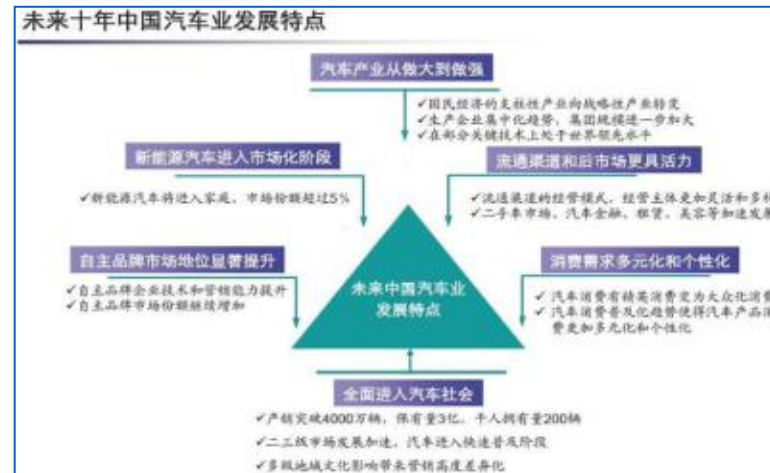 未来十年中国汽车业发展特点
汽车产业从做大到做强
✓国民经济的支柱性产业向战略性产业转变
✓生产企业集中化趋势，集团规模进一步加大
✓在部分关键技术上处于世界领先水平
新能源汽车进入市场化阶段
✓新能源汽车将进入家庭，市场份额超过5%
流通渠道和后市场更具活力
✓流通渠道的经营模式、经营主体更加灵活和多样
✓二手车市场、汽车金融、租赁、美容等加速发展
自主品牌市场地位显著提升
✓自主品牌企业技术和营销能力提升
✓自主品牌市场份额继续增加
消费需求多元化和个性化
✓ 汽车消费有精英消费变为大众化消费
✓ 汽车消费普及化趋势使得汽车产品消
费更加多元化和个性化
未来中国汽车业
发展特点
全面进入汽车社会
✓产销突破4000万辆，保有量3亿，千人拥有量200辆
✓二三级市场发展加速，汽车进入快速普及阶段
✓多级地域文化影响带来营销高度差异化